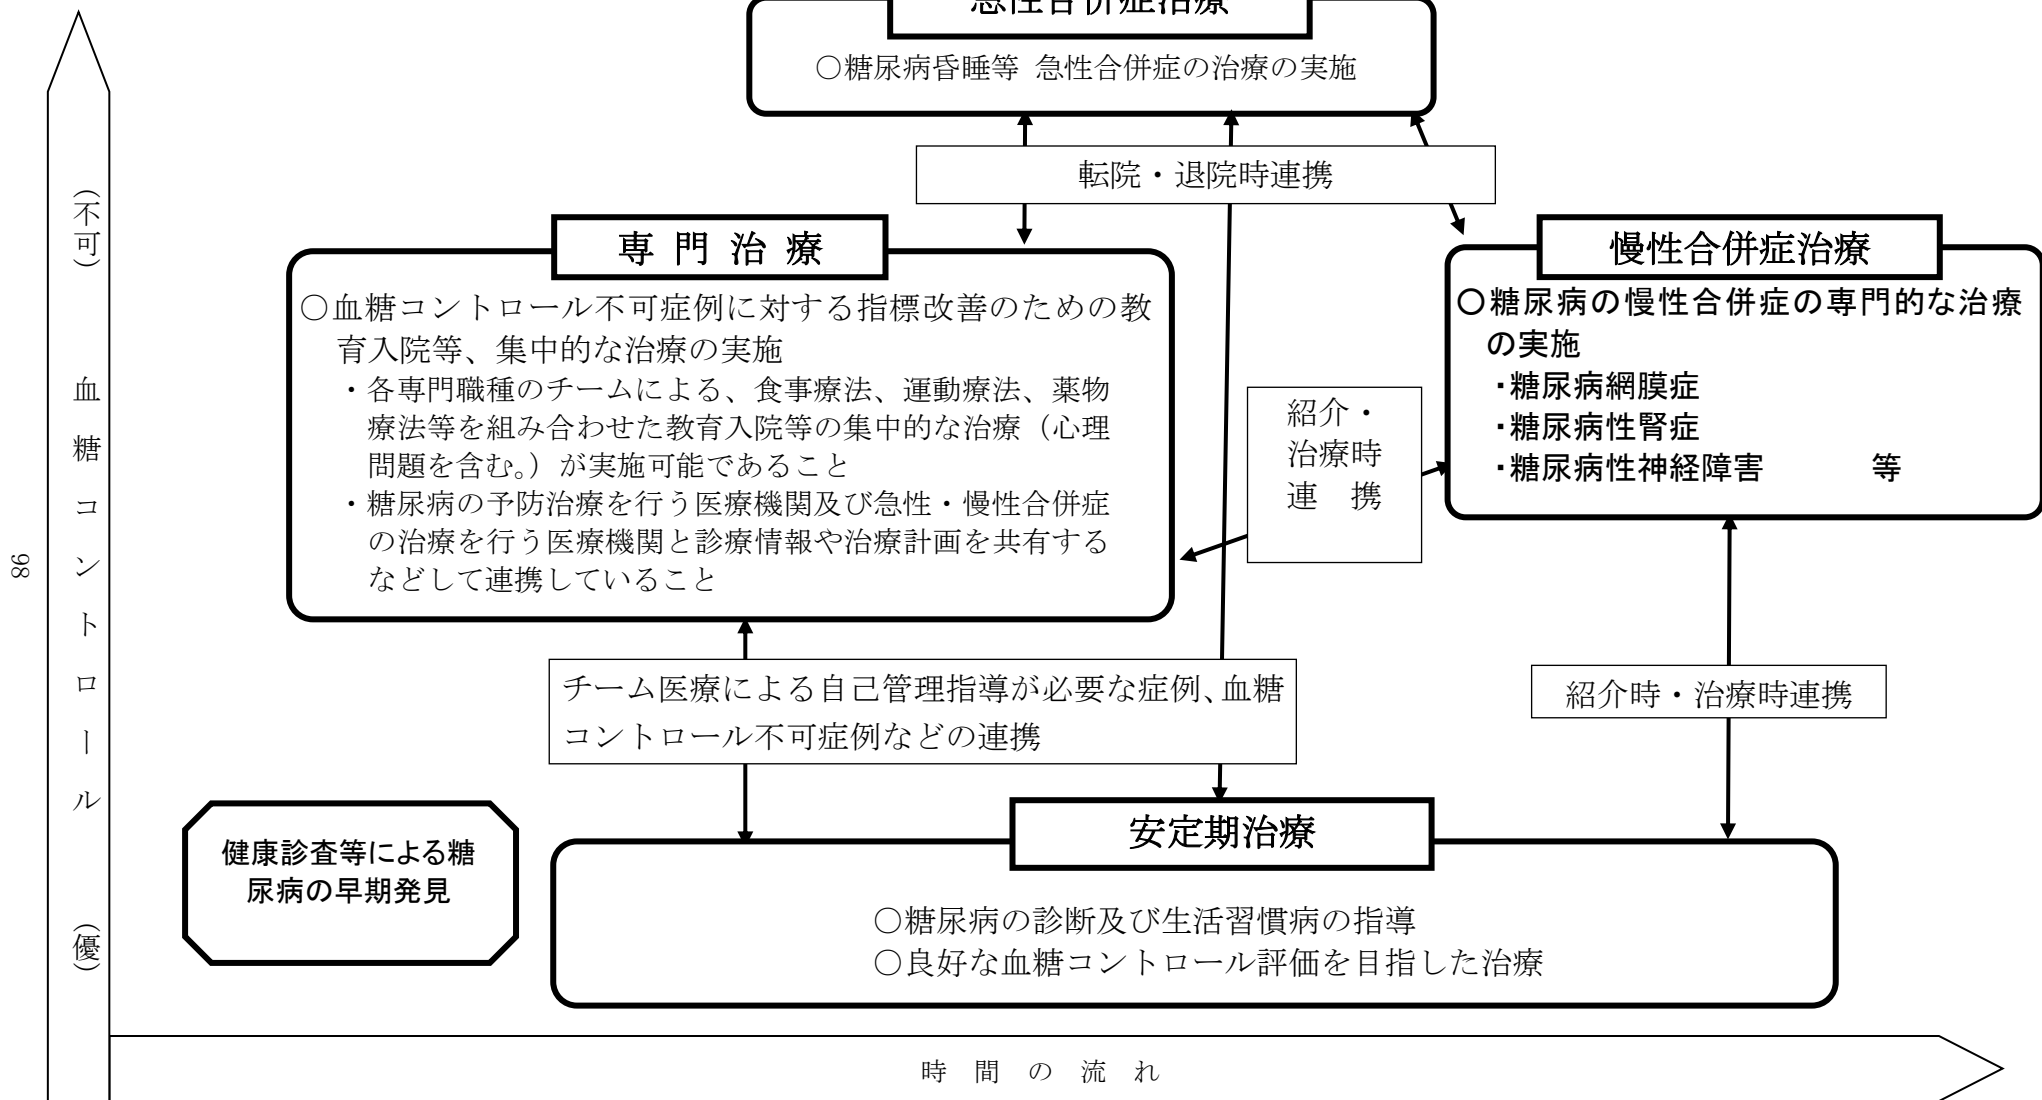 急性合併症治療
○糖尿病昏睡等 急性合併症の治療の実施
転院・退院時連携
専 門 治 療
○血糖コントロール不可症例に対する指標改善のための教
育入院等、集中的な治療の実施
・各専門職種のチームによる、食事療法、運動療法、薬物
療法等を組み合わせた教育入院等の集中的な治療（心理
問題を含む。）が実施可能であること
・糖尿病の予防治療を行う医療機関及び急性・慢性合併症
の治療を行う医療機関と診療情報や治療計画を共有する
などして連携していること
慢性合併症治療
○糖尿病の慢性合併症の専門的な治療
の実施
・糖尿病網膜症
・糖尿病性腎症
・糖尿病性神経障害 等
紹介・
治療時
連 携
チーム医療による自己管理指導が必要な症例、血糖
コントロール不可症例などの連携
紹介時・治療時連携
健康診査等による糖
尿病の早期発見
安定期治療
○糖尿病の診断及び生活習慣病の指導
○良好な血糖コントロール評価を目指した治療
（不可） 血糖コントロール （優）
時 間 の 流 れ
98